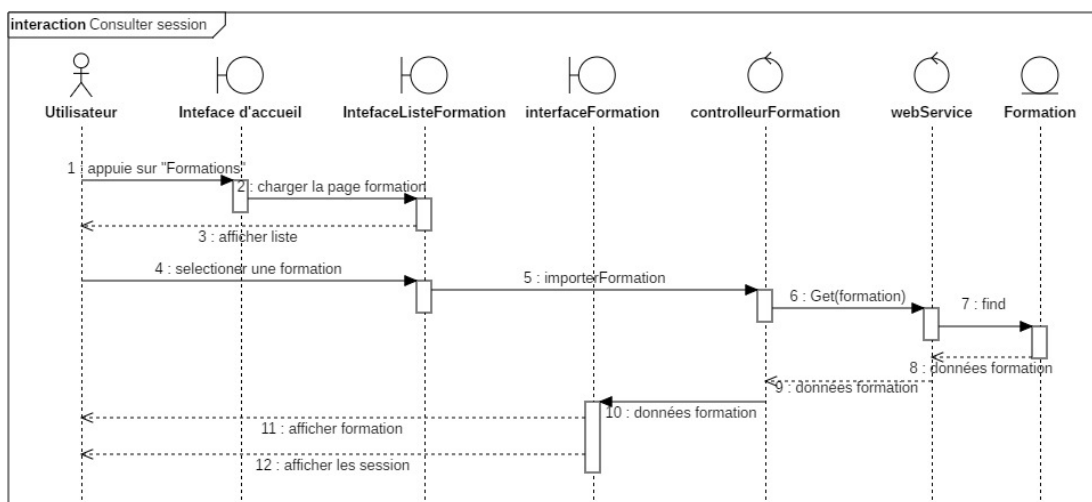 interaction Consulter session
Utilisateur
Inteface d'accueil
IntefaceListeFormation
interfaceFormation
controlleurFormation
webService
Formation
1 : appuie sur "Formations"
2 : charger la page formation
3 : afficher liste
4 : selectioner une formation
5 : importerFormation
6 : Get(formation)
7 : find
8 : données formation
9 : données formation
10 : données formation
11 : afficher formation
12 : afficher les session